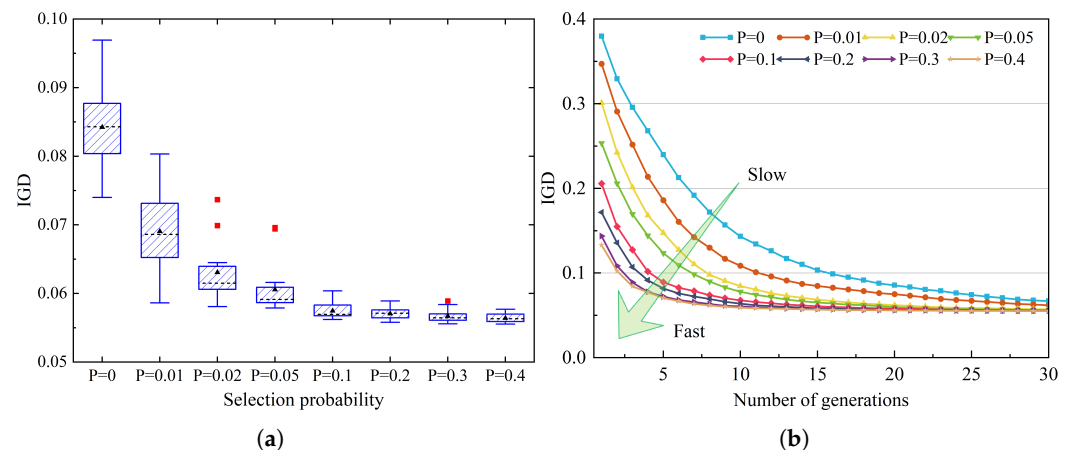 0.10
0.09
0.08
0.07
0.06
0.05
IGD
P=0 P=0.01 P=0.02 P=0.05 P=0.1 P=0.2 P=0.3 P=0.4
Selection probability
(a)
0.4
0.3
0.2
0.1
0.0
IGD
P=0 P=0.01 P=0.02 P=0.05
P=0.1 P=0.2 P=0.3 P=0.4
Slow
Fast
5 10 15 20 25 30
Number of generations
(b)